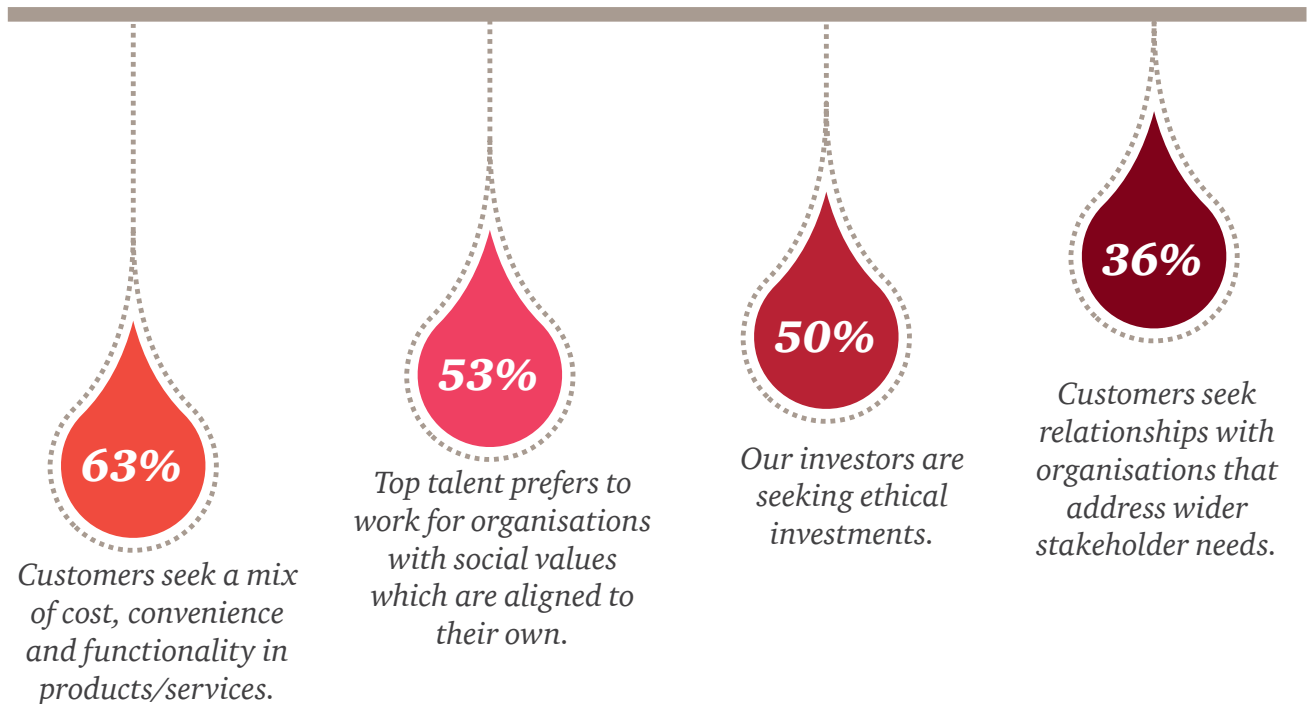 63%
Customers seek a mix
of cost, convenience
and functionality in
products/services.
53%
Top talent prefers to
work for organisations
with social values
which are aligned to
their own.
50%
Our investors are
seeking ethical
investments.
36%
Customers seek
relationships with
organisations that
address wider
stakeholder needs.